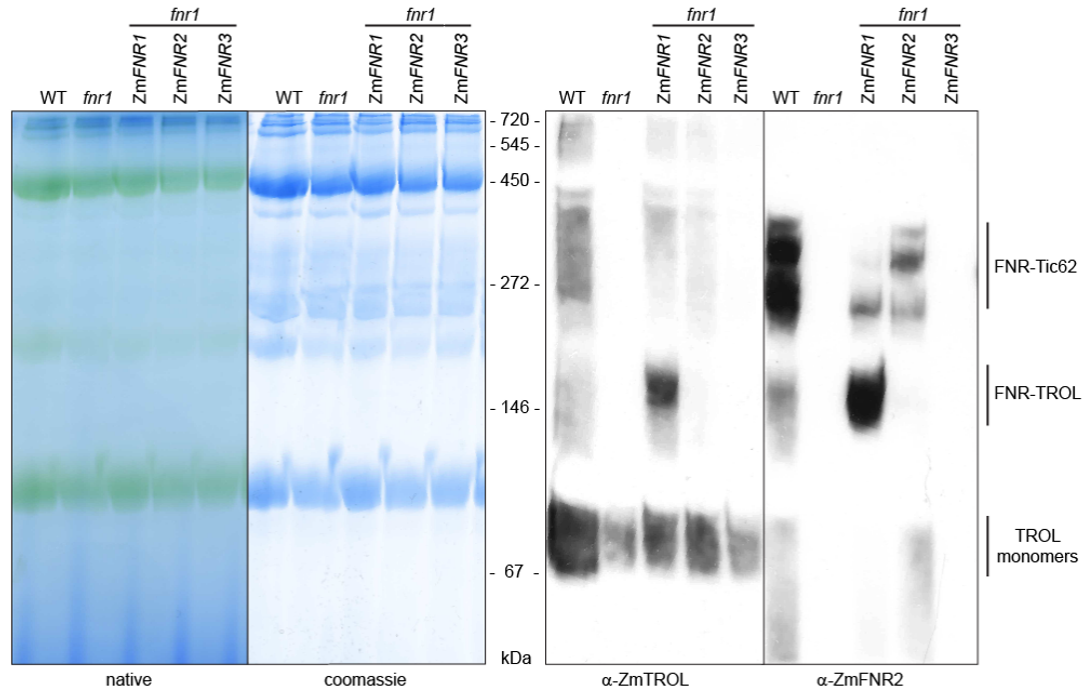 fnr1
fnr1
fnr1
fnr1
WT fnr1 ZmFNR1 ZmFNR2 ZmFNR3
WT fnr1 ZmFNR1 ZmFNR2 ZmFNR3
WT fnr1 ZmFNR1 ZmFNR2 ZmFNR3
WT fnr1 ZmFNR1 ZmFNR2 ZmFNR3
- 720 -
- 545 -
- 450 -
- 272 -
- 146 -
- 67 -
kDa
FNR-Tic62
FNR-TROL
TROL
monomers
native
coomassie
α-ZmTROL
α-ZmFNR2